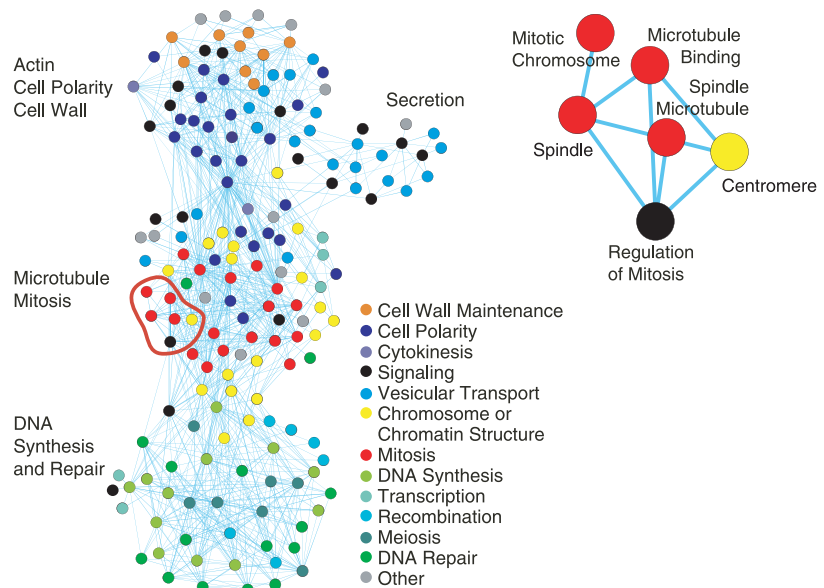 Actin
Cell Polarity
Cell Wall
Secretion
Microtubule
Mitosis
DNA
Synthesis
and Repair
Mitotic
Chromosome
Microtubule
Binding
Spindle
Microtubule
Spindle
Centromere
Regulation
of Mitosis
Cell Wall Maintenance
Cell Polarity
Cytokinesis
Signaling
Vesicular Transport
Chromosome or
Chromatin Structure
Mitosis
DNA Synthesis
Transcription
Recombination
Meiosis
DNA Repair
Other